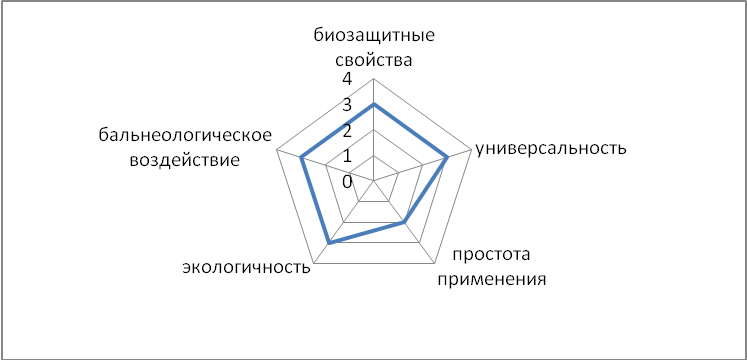 биозащитные
свойства
4
3
2
1
0
универсальность
простота
применения
экологичность
бальнеологическое
воздействие